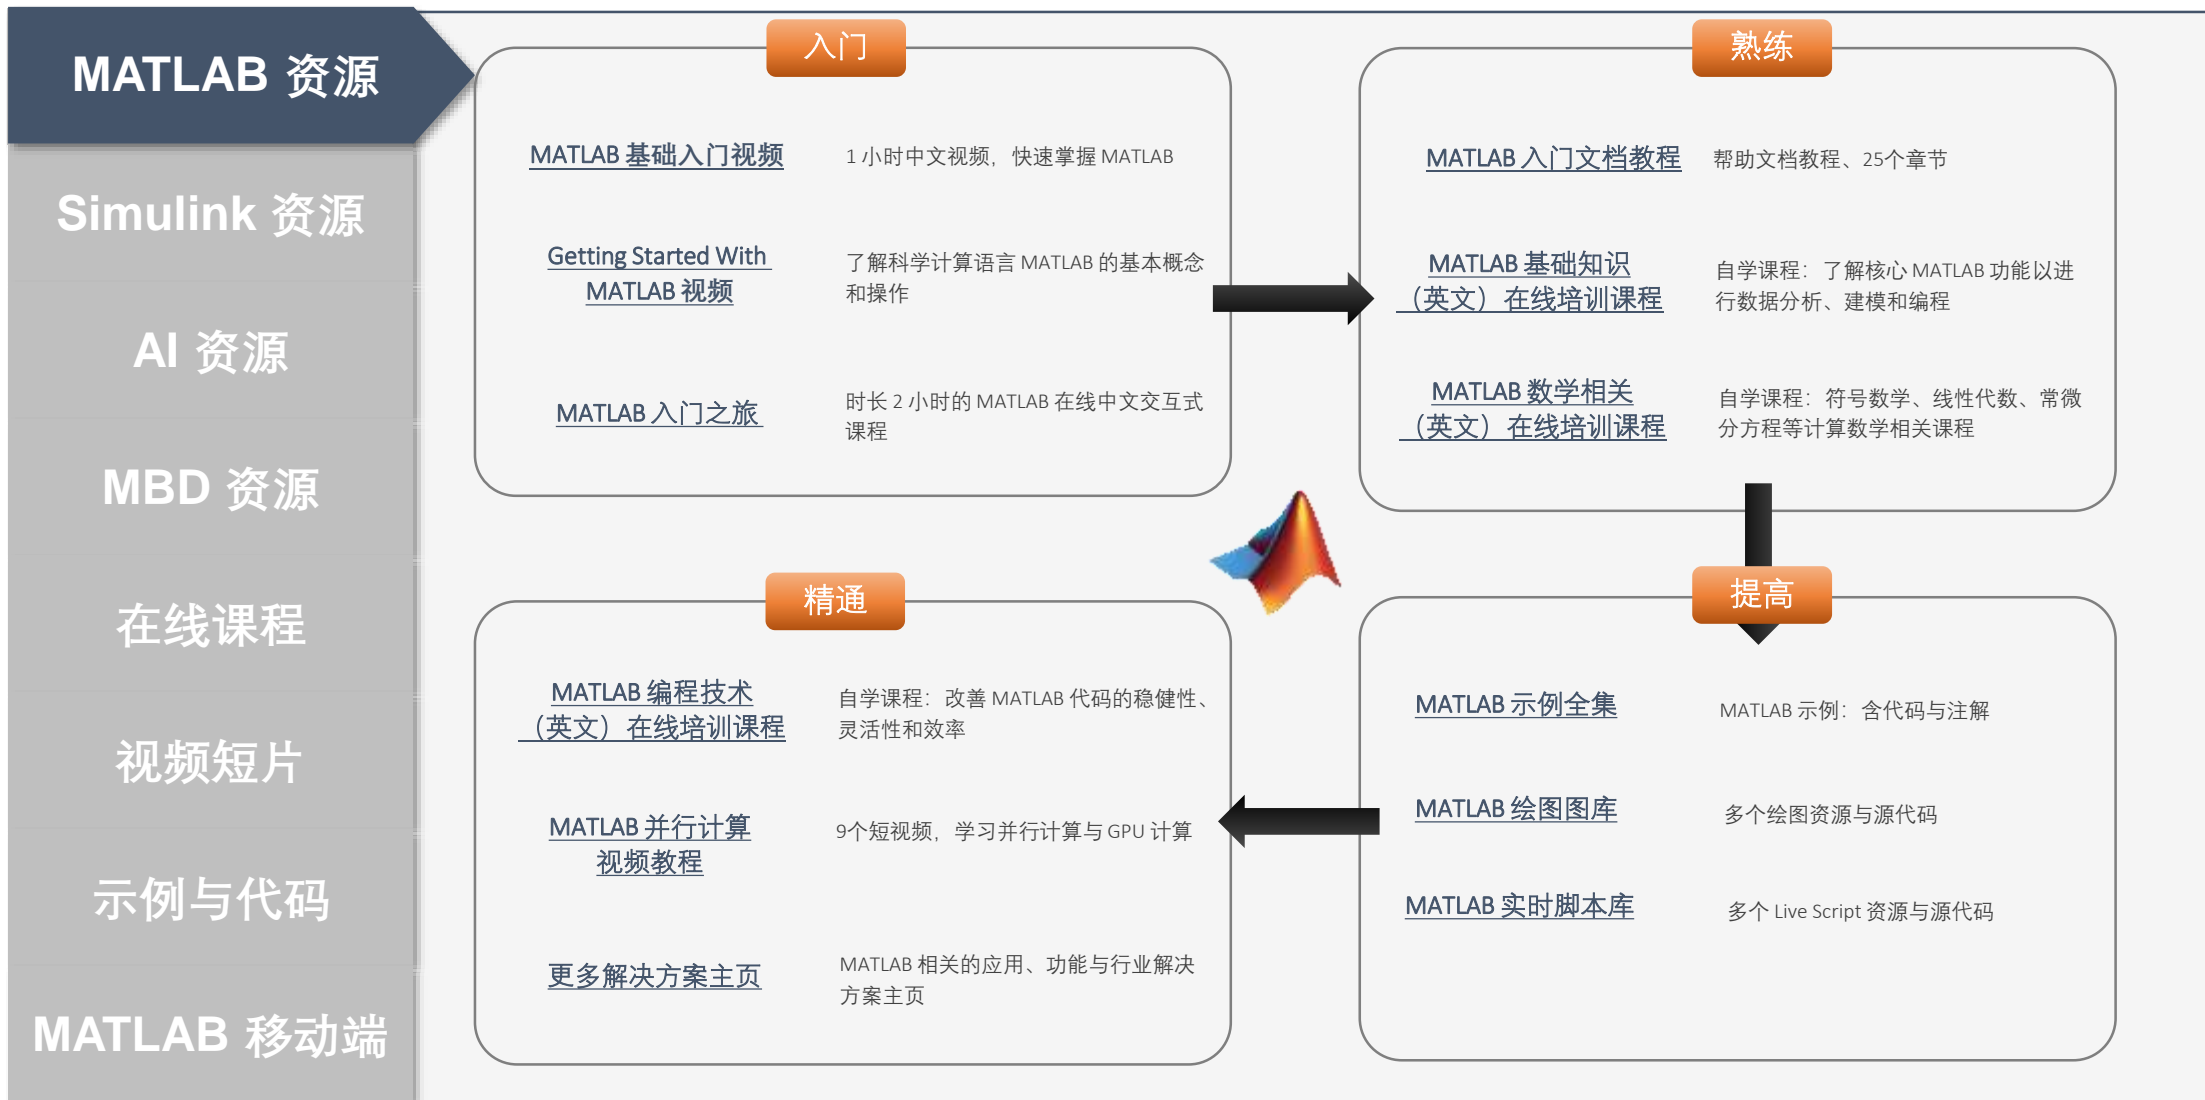 MATLAB 资源
Simulink 资源
AI 资源
MBD 资源
在线课程
视频短片
示例与代码
MATLAB 移动端
入门
MATLAB 基础入门视频
1 小时中文视频，快速掌握 MATLAB
Getting Started With
MATLAB 视频
了解科学计算语言 MATLAB 的基本概念
和操作
MATLAB 入门之旅
时长 2 小时的 MATLAB 在线中文交互式
课程
熟练
MATLAB 入门文档教程
帮助文档教程、25个章节
MATLAB 基础知识
（英文）在线培训课程
自学课程：了解核心 MATLAB 功能以进
行数据分析、建模和编程
MATLAB 数学相关
（英文）在线培训课程
自学课程：符号数学、线性代数、常微
分方程等计算数学相关课程
提高
MATLAB 示例全集
MATLAB 示例：含代码与注解
MATLAB 绘图图库
多个绘图资源与源代码
MATLAB 实时脚本库
多个 Live Script 资源与源代码
精通
MATLAB 编程技术
（英文）在线培训课程
自学课程：改善 MATLAB 代码的稳健性、
灵活性和效率
MATLAB 并行计算
视频教程
9个短视频，学习并行计算与 GPU 计算
更多解决方案主页
MATLAB 相关的应用、功能与行业解决
方案主页